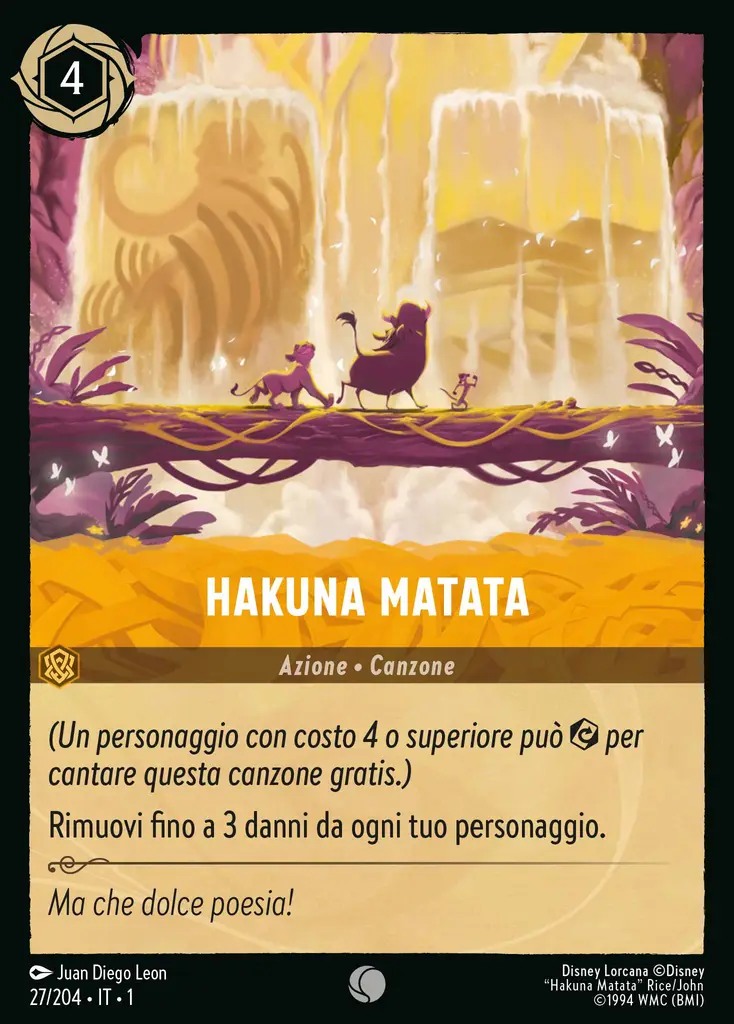 4
HAKUNA MATATA
Azione • Canzone
(Un personaggio con costo 4 o superiore può per
cantare questa canzone gratis.)
Rimuovi fino a 3 danni da ogni tuo personaggio.
Ma che dolce poesia!
Juan Diego Leon
27/204 • IT • 1
Disney Lorcana ©Disney
“Hakuna Matata” Rice/John
©1994 WMC (BMI)